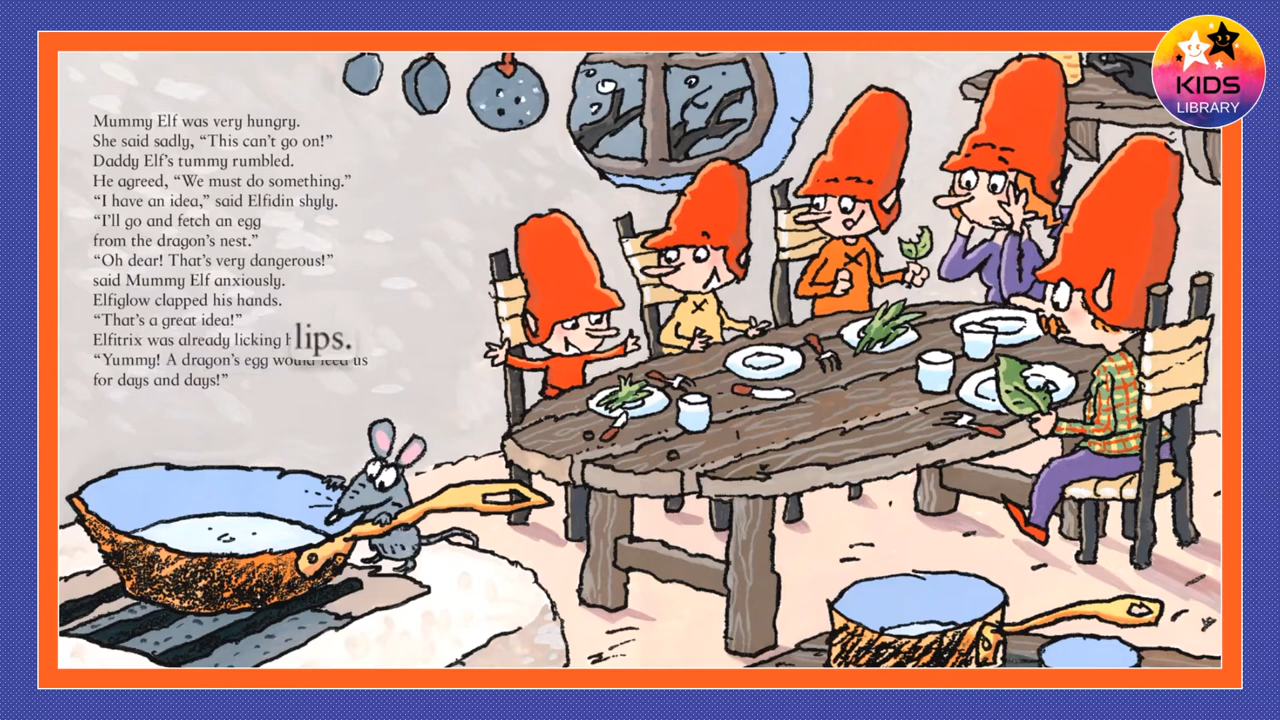 Mummy Elf was very hungry.
She said sadly, “This can’t go on!”
Daddy Elf’s tummy rumbled.
He agreed, “We must do something.”
“I have an idea,” said Elfidin shyly.
“I’ll go and fetch an egg
from the dragon’s nest.”
“Oh dear! That’s very dangerous!”
said Mummy Elf anxiously.
Elfiglow clapped his hands.
“That’s a great idea!”
Elfitrix was already licking lips.
“Yummy! A dragon’s egg would feed us
for days and days!”
KIDS
LIBRARY